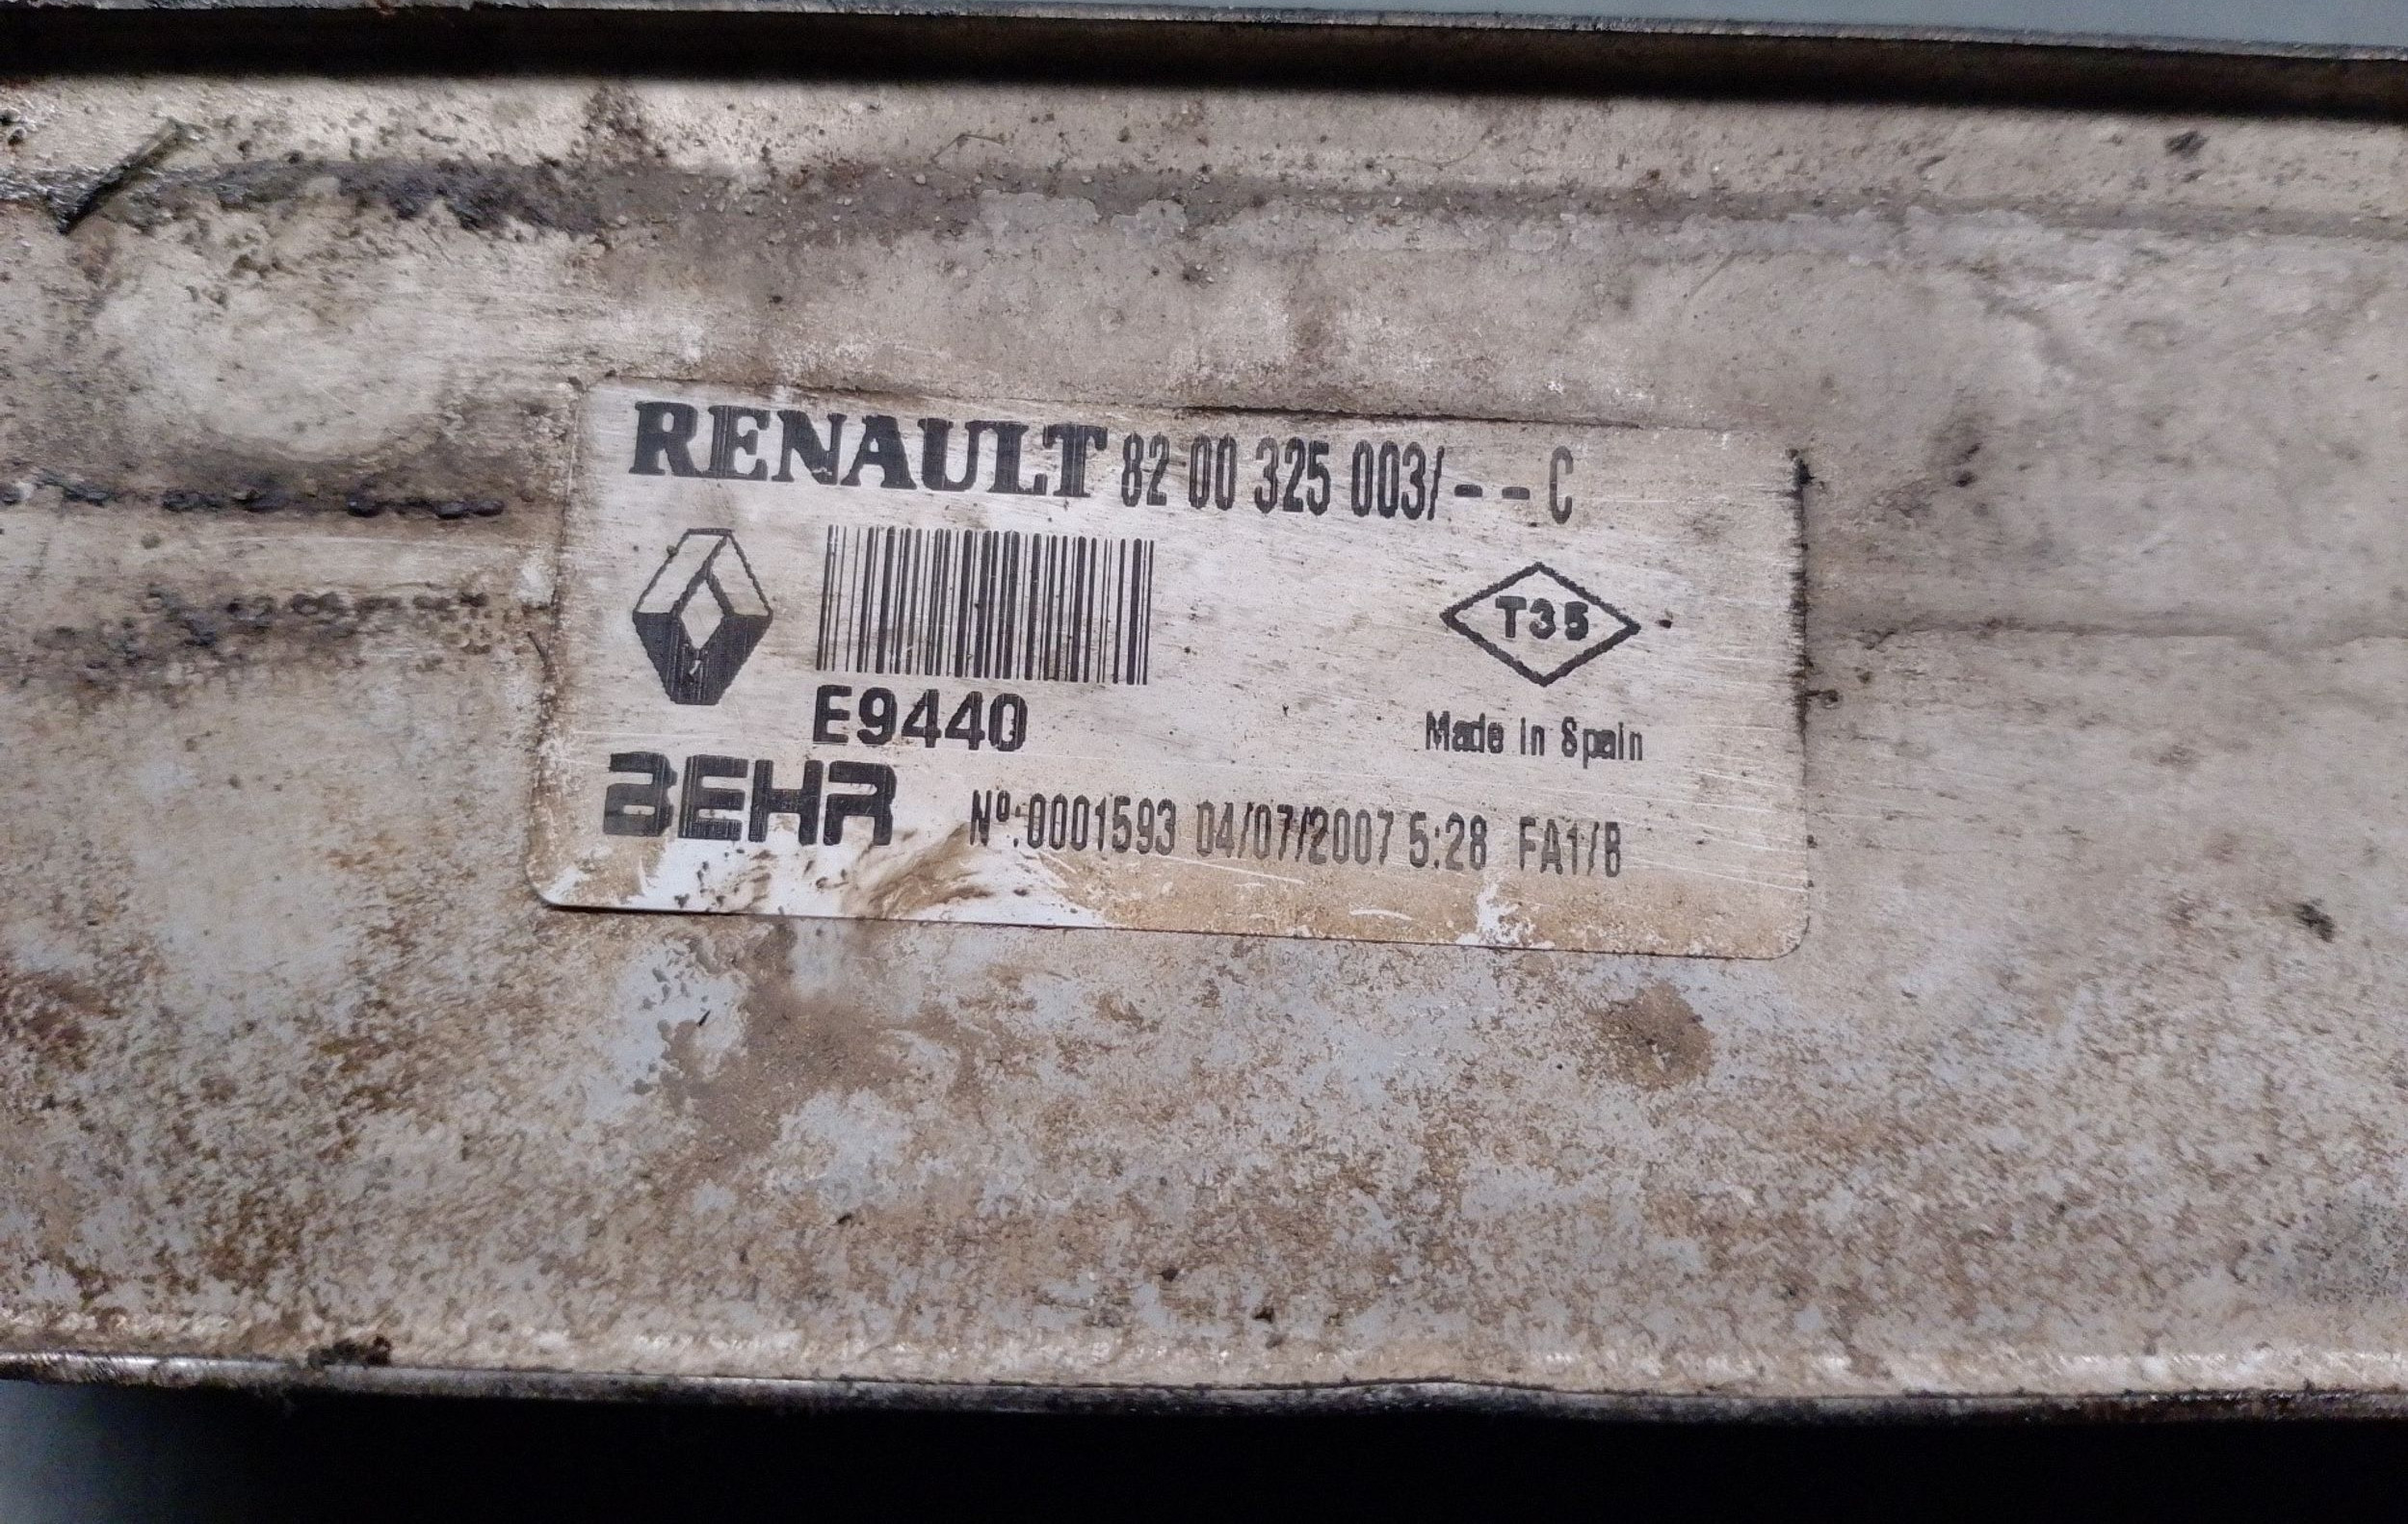 RENAULT 82 00 325 003/-- C
T35
E9440
Made in Spain
BEHR Nº:0001593 04/07/2007 5:28 FA1/B